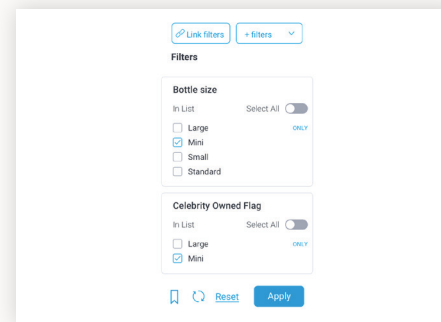 Link filters + filters
Filters
Bottle size
In List Select All
Large ONLY
Mini
Small
Standard
Celebrity Owned Flag
In List Select All
Large ONLY
Mini
Reset Apply